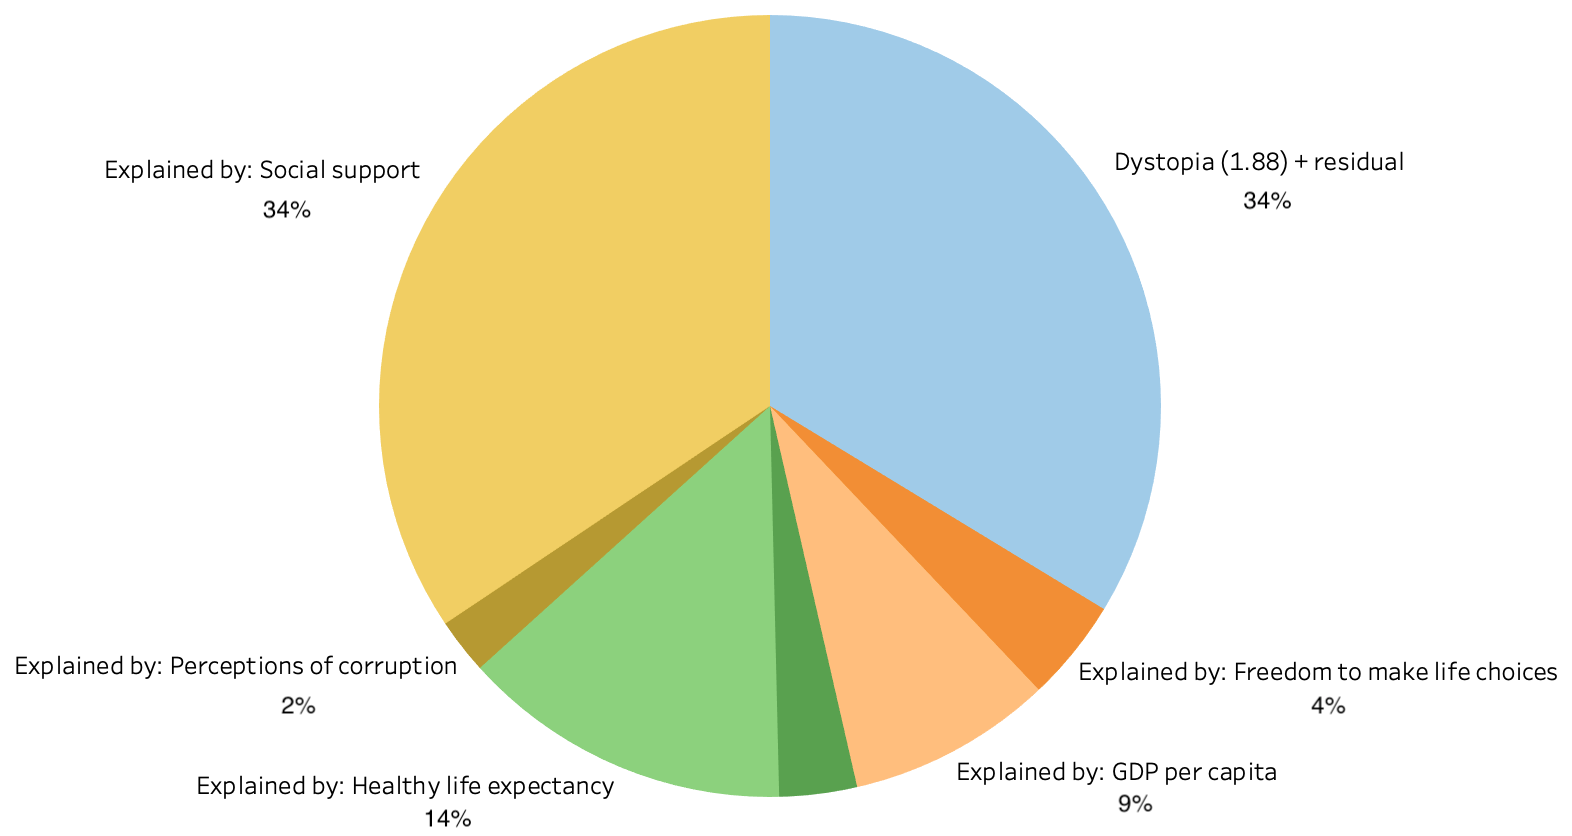 Explained by: Social support
34%
Dystopia (1.88) + residual
34%
Explained by: Perceptions of corruption
2%
Explained by: Freedom to make life choices
4%
Explained by: Healthy life expectancy
14%
Explained by: GDP per capita
9%